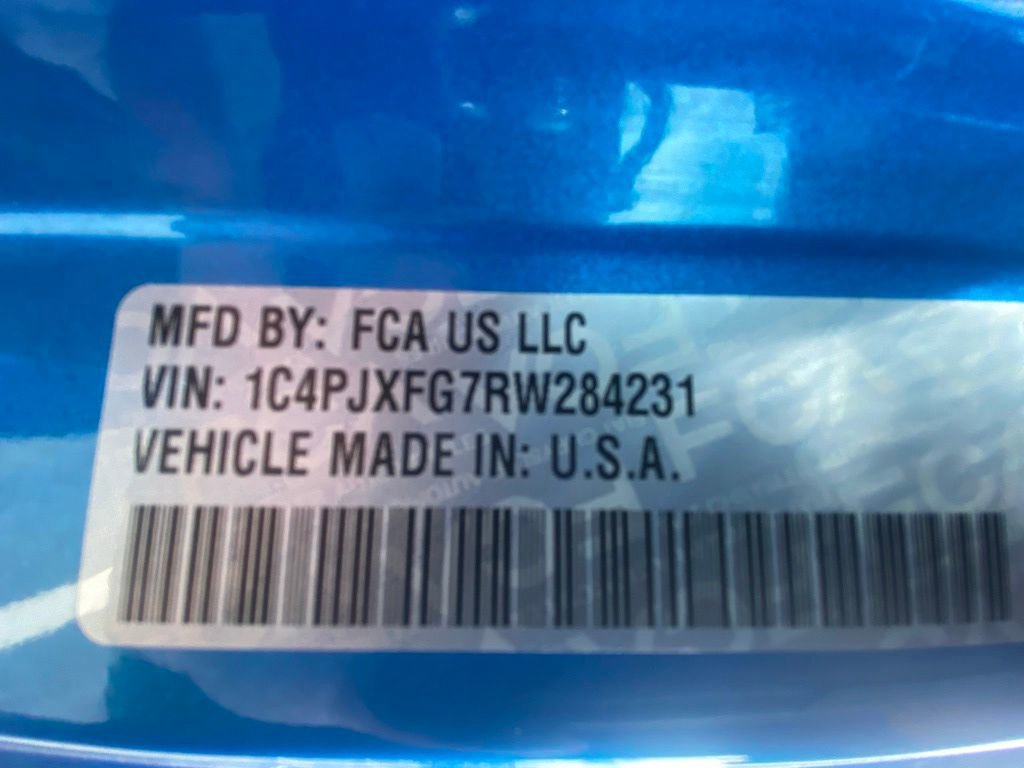 MFD BY: FCA US LLC
VIN: 1C4PJXFG7RW284231
VEHICLE MADE IN: U.S.A.